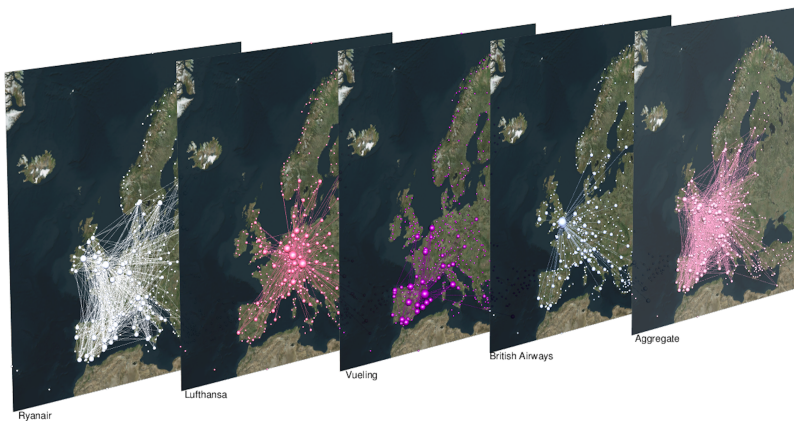 Ryanair
Lufthansa
Vueling
British Airways
Aggregate